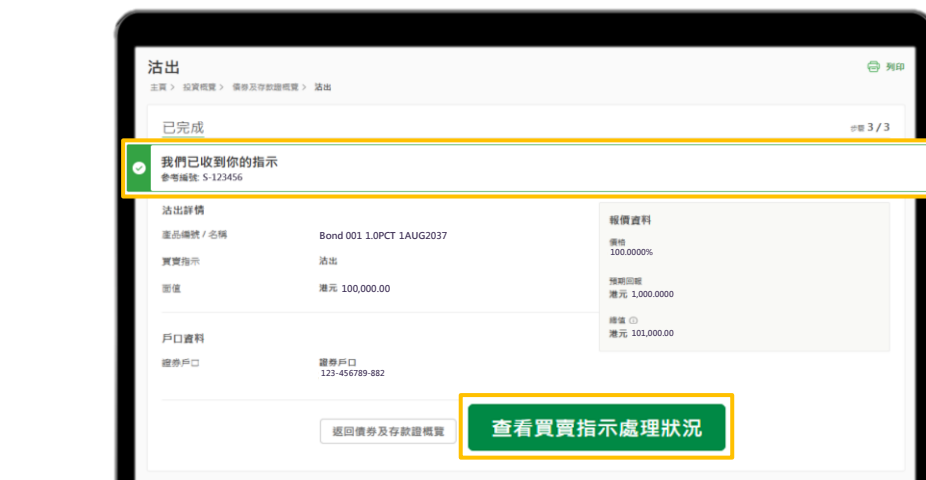 沽出
列印
主頁 > 投資概覽 > 債券及存款證概覽 > 沽出
已完成
步驟 3 / 3
我們已收到你的指示
參考編號: S-123456
沽出詳情
產品編號 / 名稱
Bond 001 1.0PCT 1AUG2037
買賣指示
沽出
面值
港元 100,000.00
報價資料
價格
100.0000%
預期回報
港元 1,000.0000
總值
港元 101,000.00
戶口資料
證券戶口
證券戶口
123-456789-882
返回債券及存款證概覽
查看買賣指示處理狀況